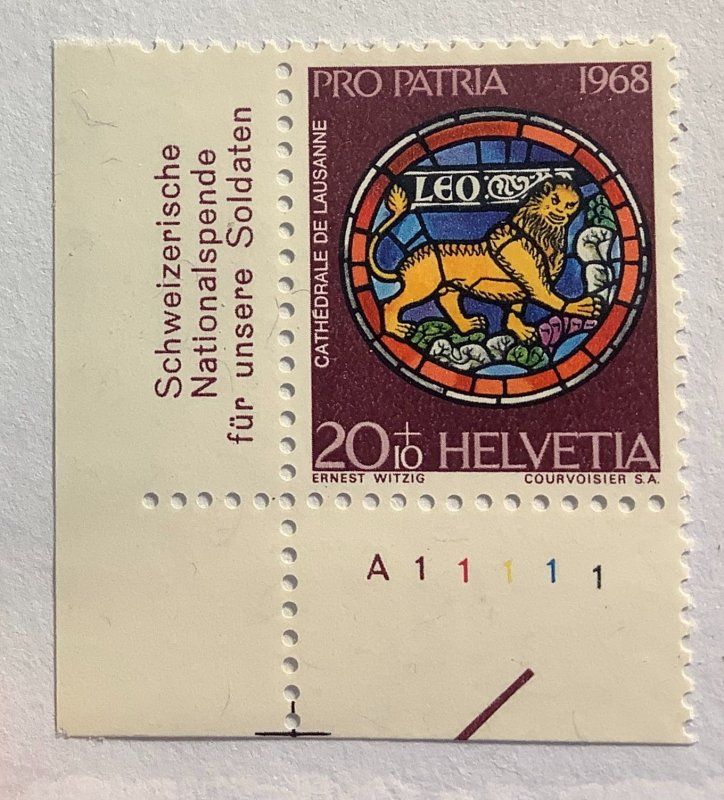 Schweizerische
Nationalspende
für unsere Soldaten
PRO PATRIA 1968
CATHÉDRALE DE LAUSANNE
LEO
20+10 HELVETIA
ERNEST WITZIG COURVOISIER S.A.
A 1 1 1 1 1